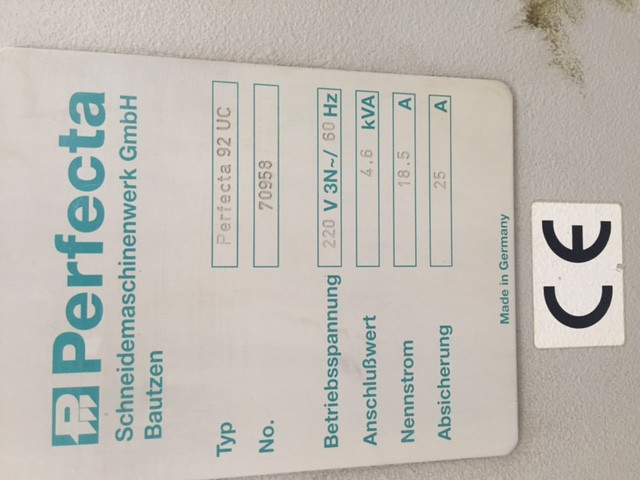 Perfecta
Schneidemaschinenwerk GmbH
Bautzen
Typ Perfecta 92 UC
No. 70958
Betriebsspannung 220 V 3N~/ 60 Hz
Anschlußwert 4.6 kVA
Nennstrom 18.5 A
Absicherung 25 A
Made in Germany
CE